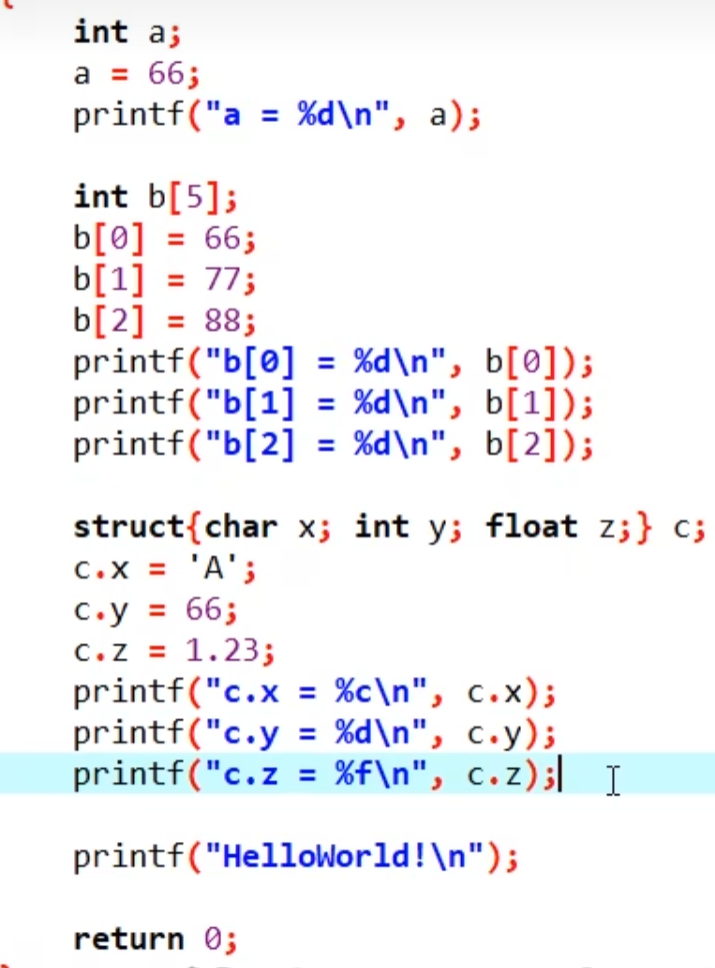 int a;
a = 66;
printf("a = %d\n", a);
int b[5];
b[0] = 66;
b[1] = 77;
b[2] = 88;
printf("b[0] = %d\n", b[0]);
printf("b[1] = %d\n", b[1]);
printf("b[2] = %d\n", b[2]);
struct{char x; int y; float z;} c;
c.x = 'A';
c.y = 66;
c.z = 1.23;
printf("c.x = %c\n", c.x);
printf("c.y = %d\n", c.y);
printf("c.z = %f\n", c.z);
printf("HelloWorld!\n");
return 0;